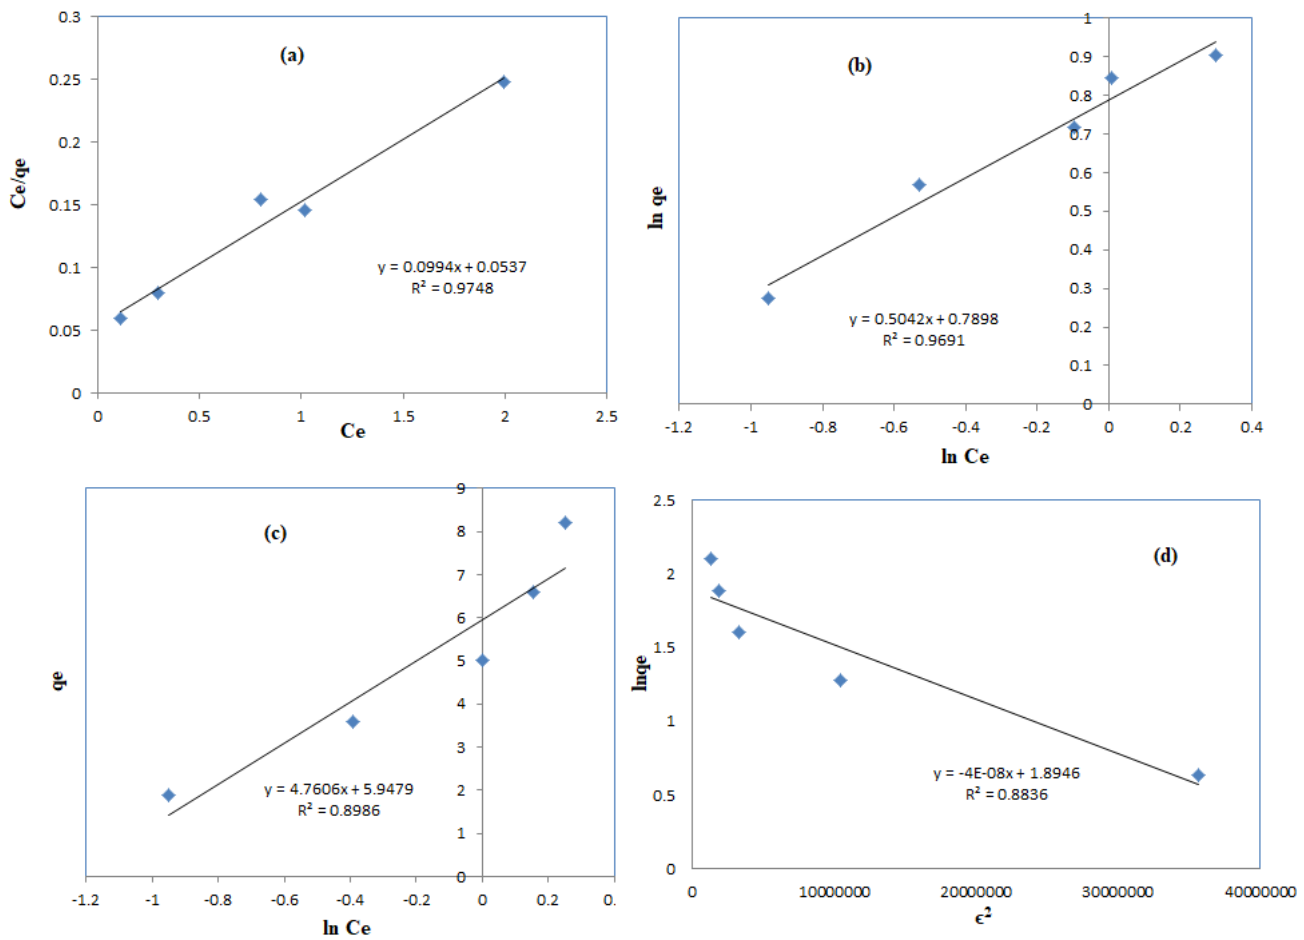 (a)
Ce/qe
0.3
0.25
0.2
0.15
0.1
0.05
0
y = 0.0994x + 0.0537
R² = 0.9748
0 0.5 1 1.5 2 2.5
Ce
(b)
ln qe
1
0.9
0.8
0.7
0.6
0.5
0.4
0.3
0.2
0.1
0
y = 0.5042x + 0.7898
R² = 0.9691
-1.2 -1 -0.8 -0.6 -0.4 -0.2 0 0.2 0.4
ln Ce
(c)
qe
9
8
7
6
5
4
3
2
1
0
y = 4.7606x + 5.9479
R² = 0.8986
-1.2 -1 -0.8 -0.6 -0.4 -0.2 0 0.2 0.
ln Ce
(d)
lnqe
2.5
2
1.5
1
0.5
0
y = -4E-08x + 1.8946
R² = 0.8836
0 10000000 20000000 30000000 40000000
ϵ²